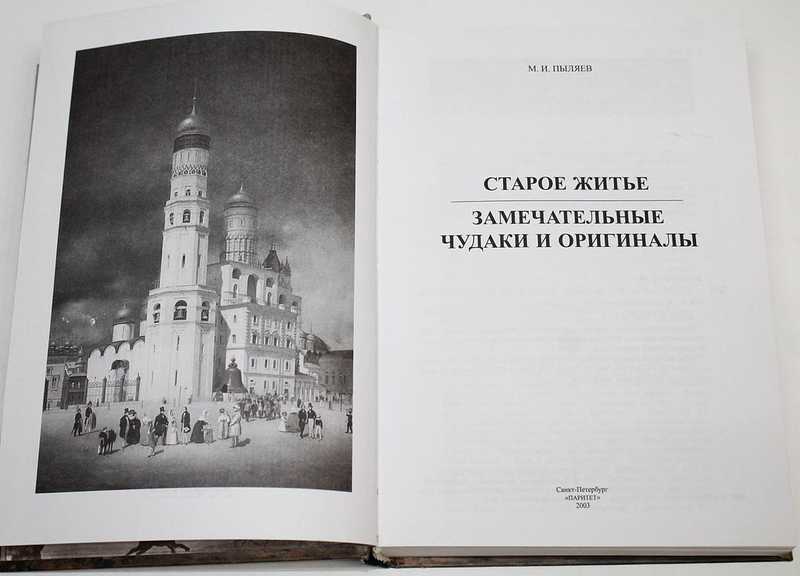 М. И. ПЫЛЯЕВ
СТАРОЕ ЖИТЬЕ
ЗАМЕЧАТЕЛЬНЫЕ
ЧУДАКИ И ОРИГИНАЛЫ
Санкт-Петербург
«ПАРИТЕТ»
2003